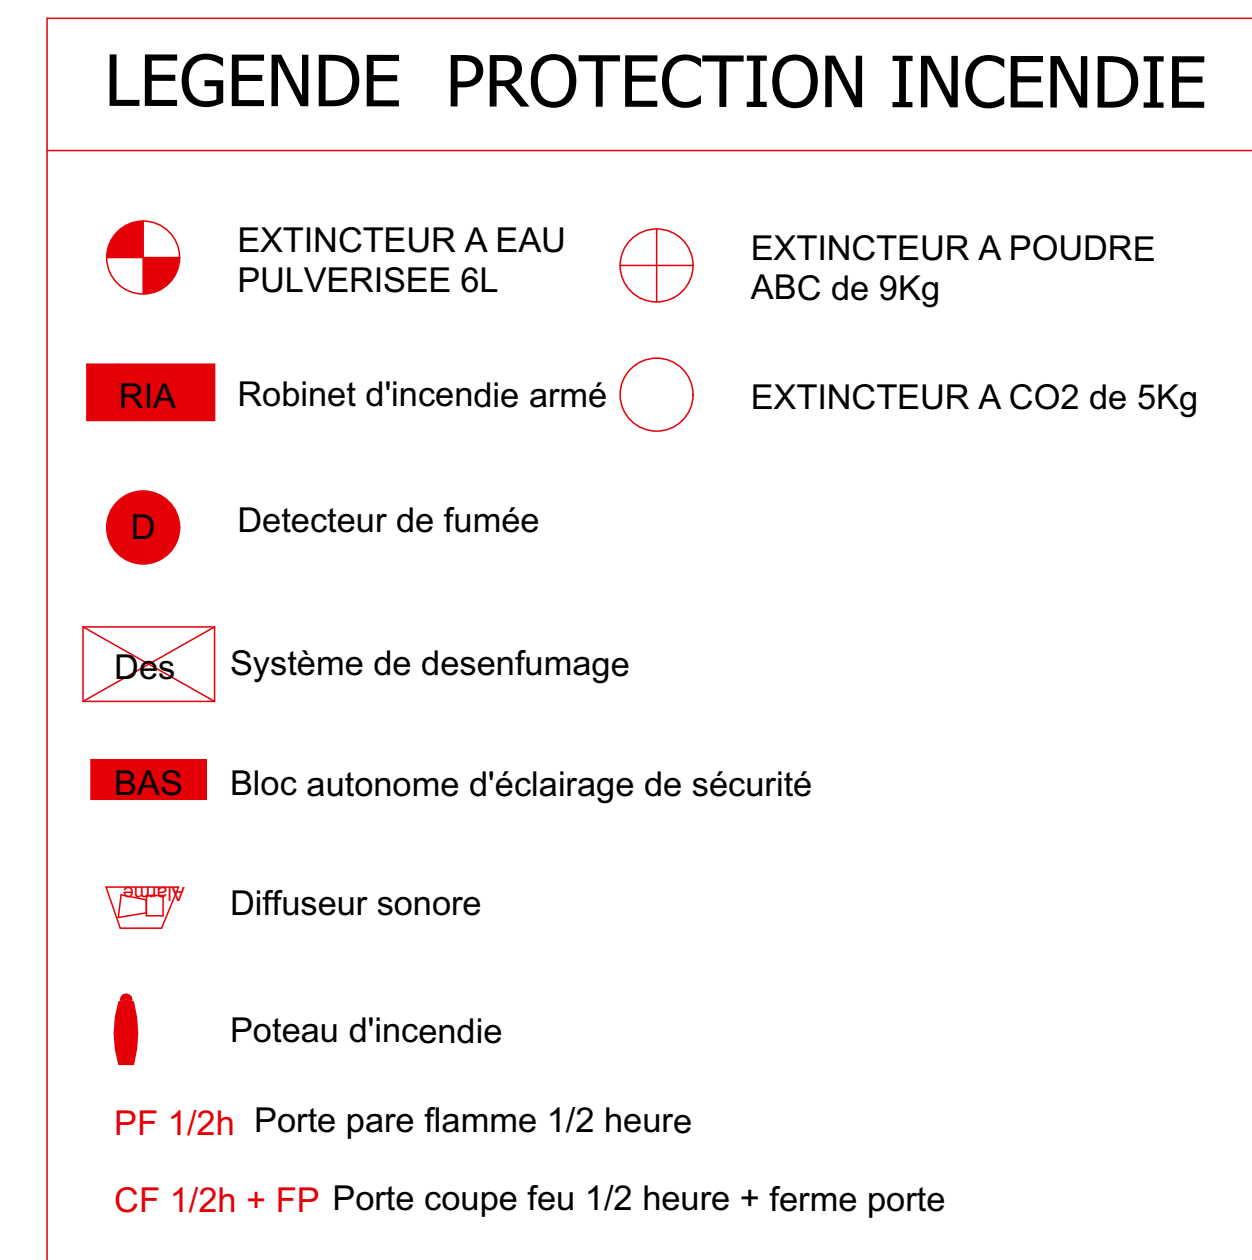 LEGENDE PROTECTION INCENDIE
EXTINCTEUR A EAU
PULVERISEE 6L
EXTINCTEUR A POUDRE
ABC de 9Kg
RIA Robinet d'incendie armé
EXTINCTEUR A CO2 de 5Kg
D Detecteur de fumée
Des Système de desenfumage
BAS Bloc autonome d'éclairage de sécurité
Alarme Diffuseur sonore
Poteau d'incendie
PF 1/2h Porte pare flamme 1/2 heure
CF 1/2h + FP Porte coupe feu 1/2 heure + ferme porte